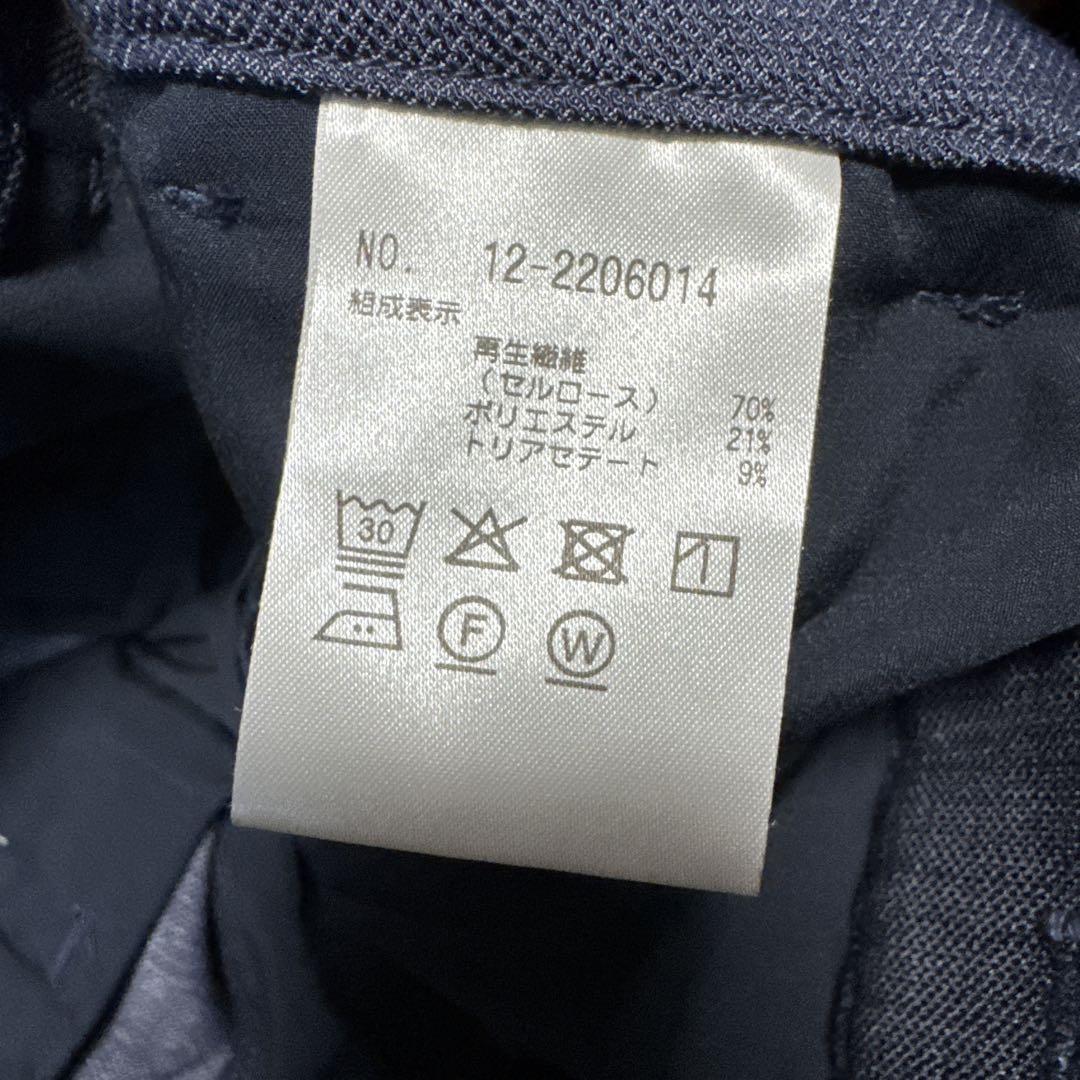 NO. 12-2206014
組成表示
再生繊維
(セルロース) 70%
ポリエステル 21%
トリアセテート 9%
30
F
W